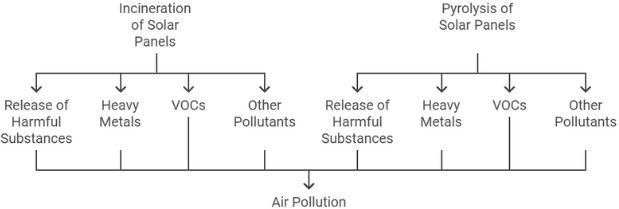 Incineration
of Solar
Panels
Pyrolysis of
Solar Panels
Release of
Harmful
Substances
Heavy
Metals
VOCs
Other
Pollutants
Release of
Harmful
Substances
Heavy
Metals
VOCs
Other
Pollutants
Air Pollution